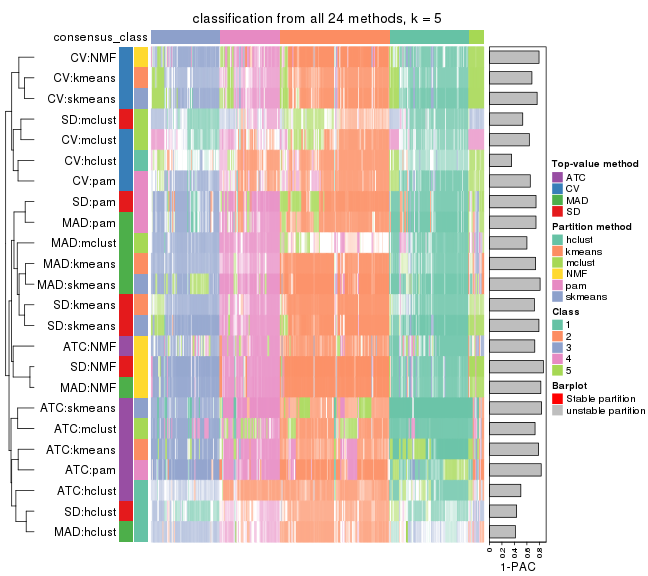 classification from all 24 methods, k = 5
consensus_class
CV:NMF
CV:kmeans
CV:skmeans
SD:mclust
CV:mclust
CV:hclust
CV:pam
SD:pam
MAD:pam
MAD:mclust
MAD:kmeans
MAD:skmeans
SD:kmeans
SD:skmeans
ATC:NMF
SD:NMF
MAD:NMF
ATC:skmeans
ATC:mclust
ATC:kmeans
ATC:pam
ATC:hclust
SD:hclust
MAD:hclust
0 0.2 0.4 0.6 0.8
1-PAC
Top-value method
ATC
CV
MAD
SD
Partition method
hclust
kmeans
mclust
NMF
pam
skmeans
Class
1
2
3
4
5
Barplot
Stable partition
unstable partition